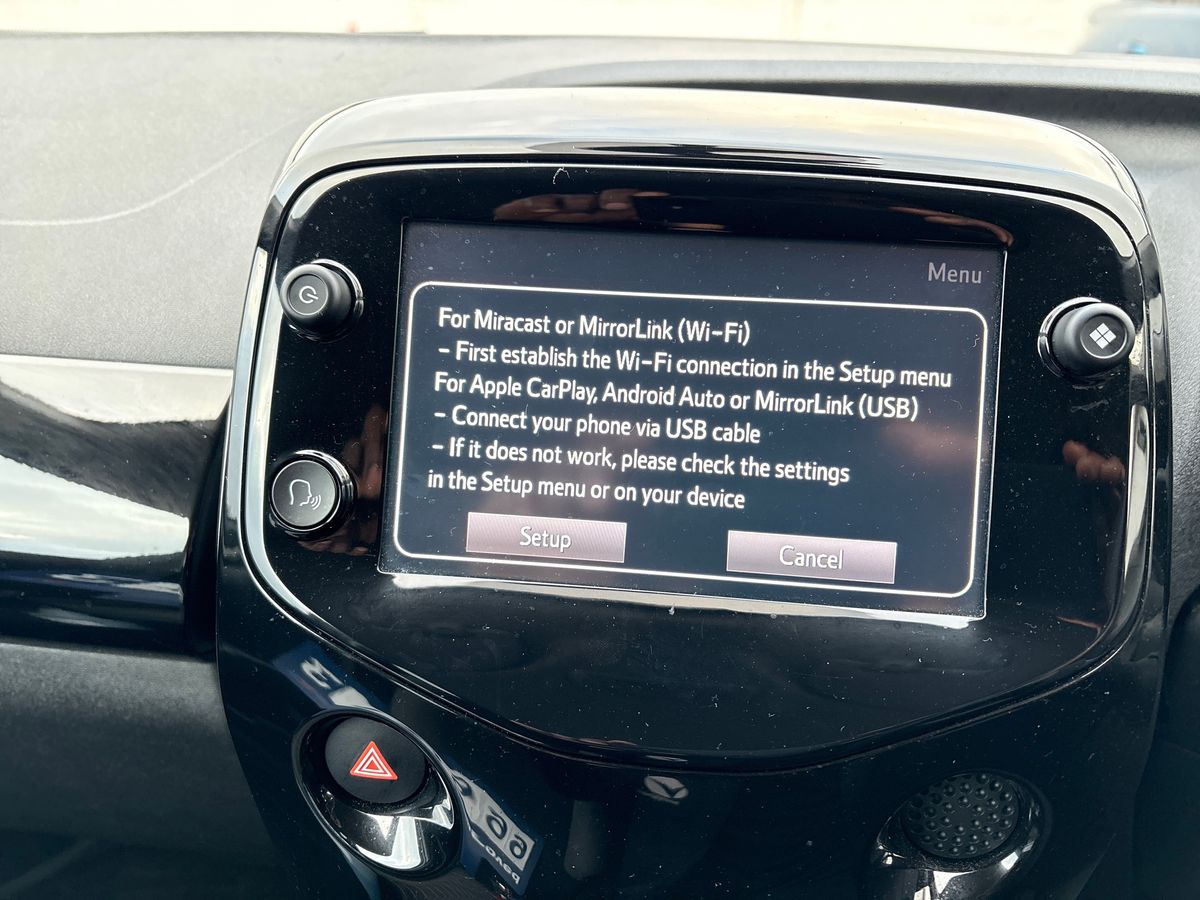 Menu
For Miracast or MirrorLink (Wi-Fi)
- First establish the Wi-Fi connection in the Setup menu
For Apple CarPlay, Android Auto or MirrorLink (USB)
- Connect your phone via USB cable
- If it does not work, please check the settings
in the Setup menu or on your device
Setup
Cancel